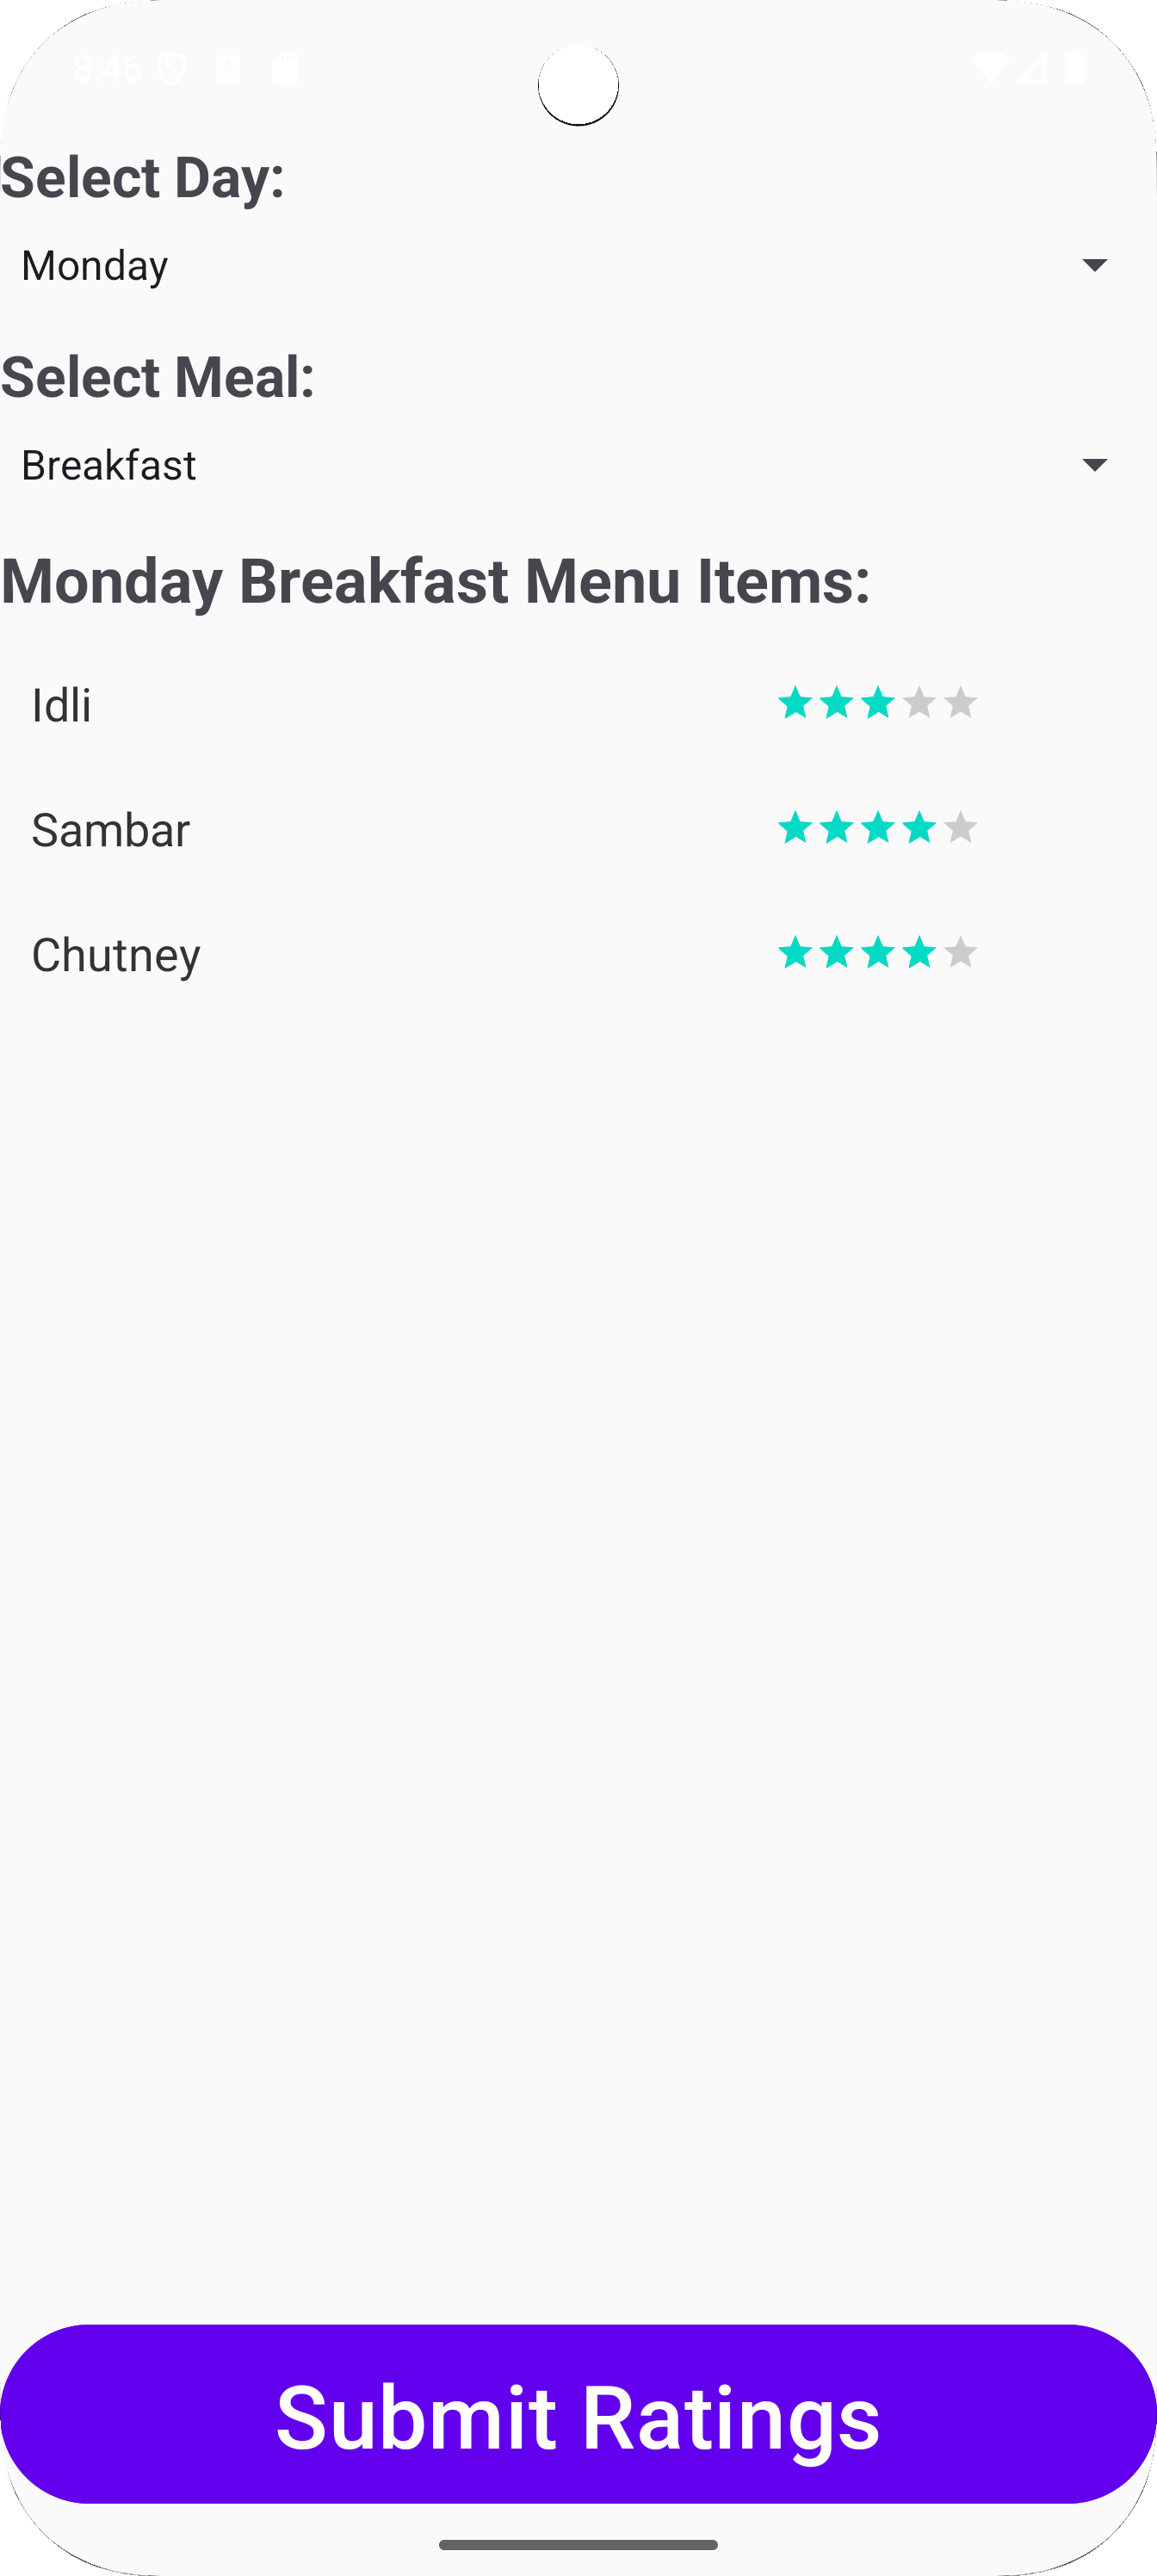 8:46
Select Day:
Monday
Select Meal:
Breakfast
Monday Breakfast Menu Items:
Idli
Sambar
Chutney
Submit Ratings